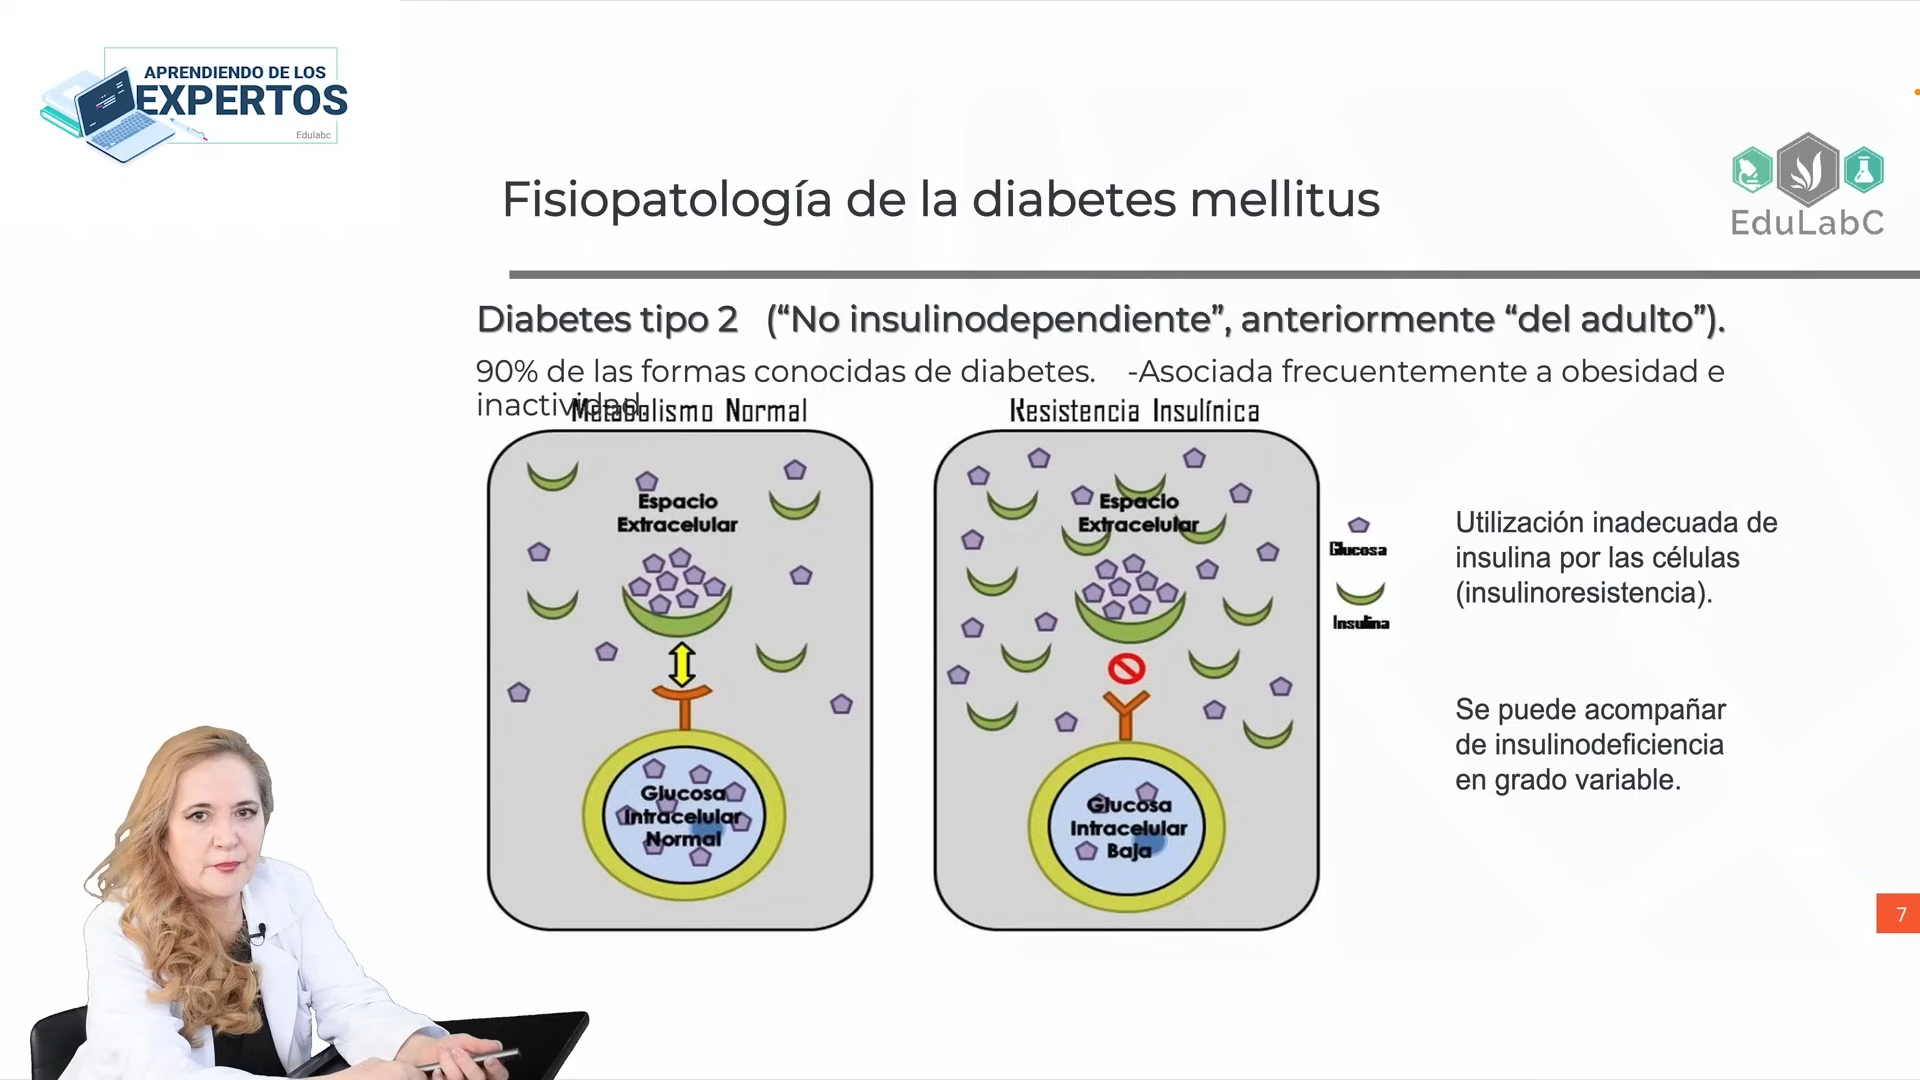 APRENDIENDO DE LOS
EXPERTOS
Edulabc
Fisiopatología de la diabetes mellitus
EduLabC
Diabetes tipo 2 (“No insulinodependiente”, anteriormente “del adulto”).
90% de las formas conocidas de diabetes. -Asociada frecuentemente a obesidad e
inactividad.
Metabolismo Normal
Resistencia Insulínica
Espacio
Extracelular
Glucosa
Intracelular
Normal
Espacio
Extracelular
Glucosa
Intracelular
Baja
Glucosa
Insulina
Utilización inadecuada de
insulina por las células
(insulinoresistencia).
Se puede acompañar
de insulinodeficiencia
en grado variable.
7